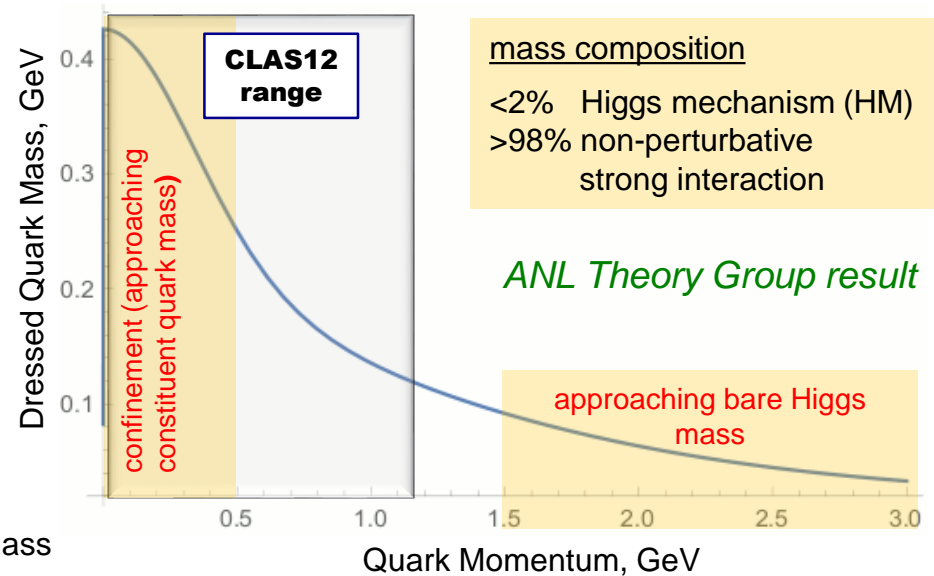 CLAS12
range
mass composition
<2% Higgs mechanism (HM)
>98% non-perturbative
strong interaction
ANL Theory Group result
approaching bare Higgs
mass
confinement (approaching
constituent quark mass)
Dressed Quark Mass, GeV
0.4
0.3
0.2
0.1
0.5
1.0
1.5
2.0
2.5
3.0
Quark Momentum, GeV
ass